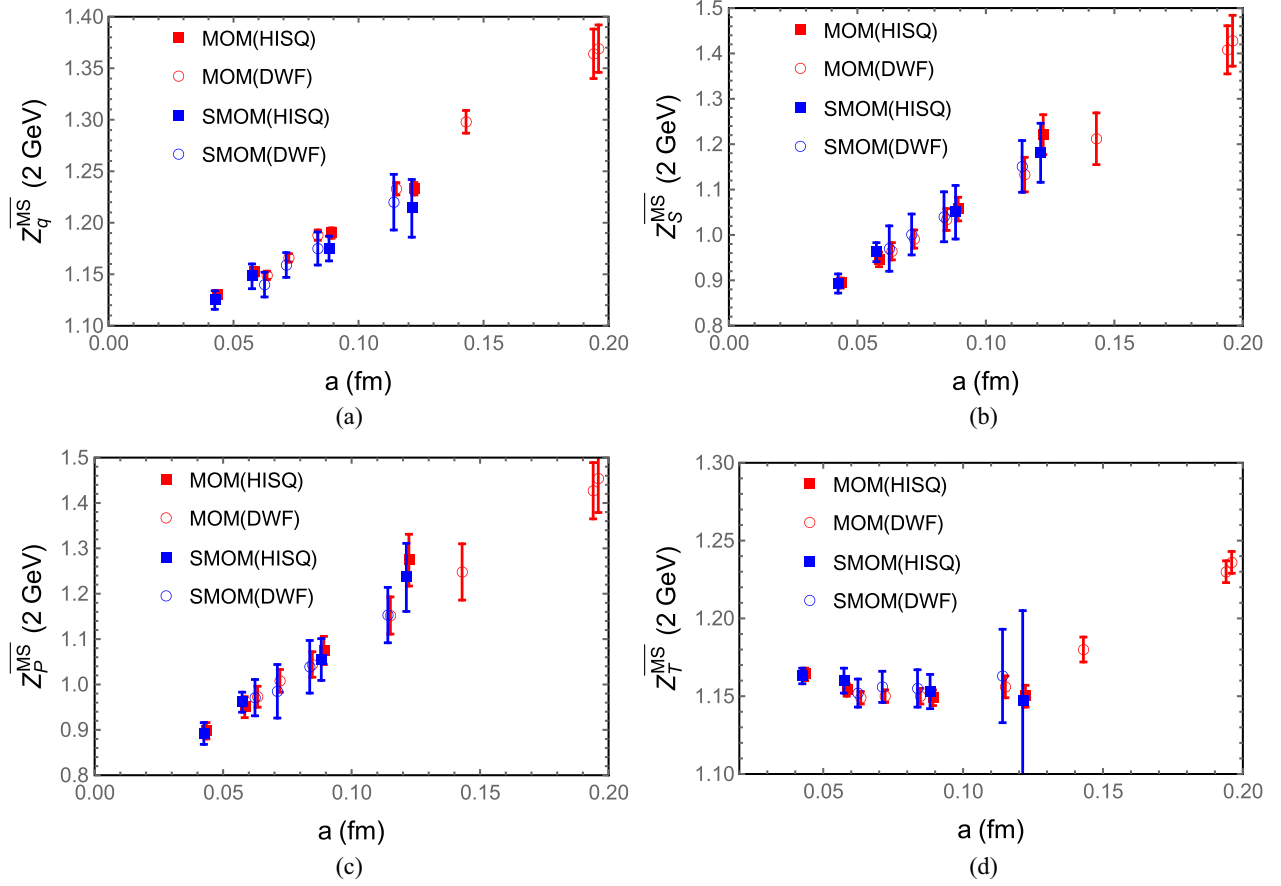 1.40
1.35
1.30
1.25
1.20
1.15
1.10
0.00
0.05
0.10
0.15
0.20
MOM(HISQ)
MOM(DWF)
SMOM(HISQ)
SMOM(DWF)
Z_q^{\overline{MS}} (2 GeV)
a (fm)
(a)
1.5
1.4
1.3
1.2
1.1
1.0
0.9
0.8
0.00
0.05
0.10
0.15
0.20
MOM(HISQ)
MOM(DWF)
SMOM(HISQ)
SMOM(DWF)
Z_S^{\overline{MS}} (2 GeV)
a (fm)
(b)
1.5
1.4
1.3
1.2
1.1
1.0
0.9
0.8
0.00
0.05
0.10
0.15
0.20
MOM(HISQ)
MOM(DWF)
SMOM(HISQ)
SMOM(DWF)
Z_P^{\overline{MS}} (2 GeV)
a (fm)
(c)
1.30
1.25
1.20
1.15
1.10
0.05
0.10
0.15
0.20
MOM(HISQ)
MOM(DWF)
SMOM(HISQ)
SMOM(DWF)
Z_T^{\overline{MS}} (2 GeV)
a (fm)
(d)